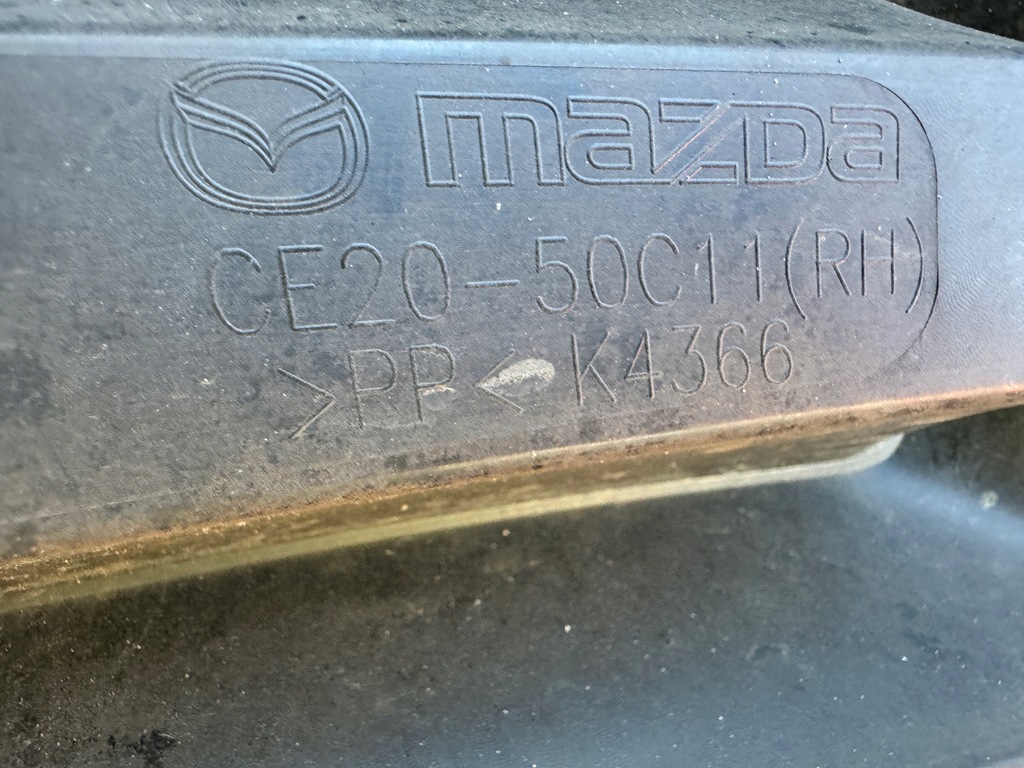 mazda
CE20-50C11(RH)
>PP< K4366